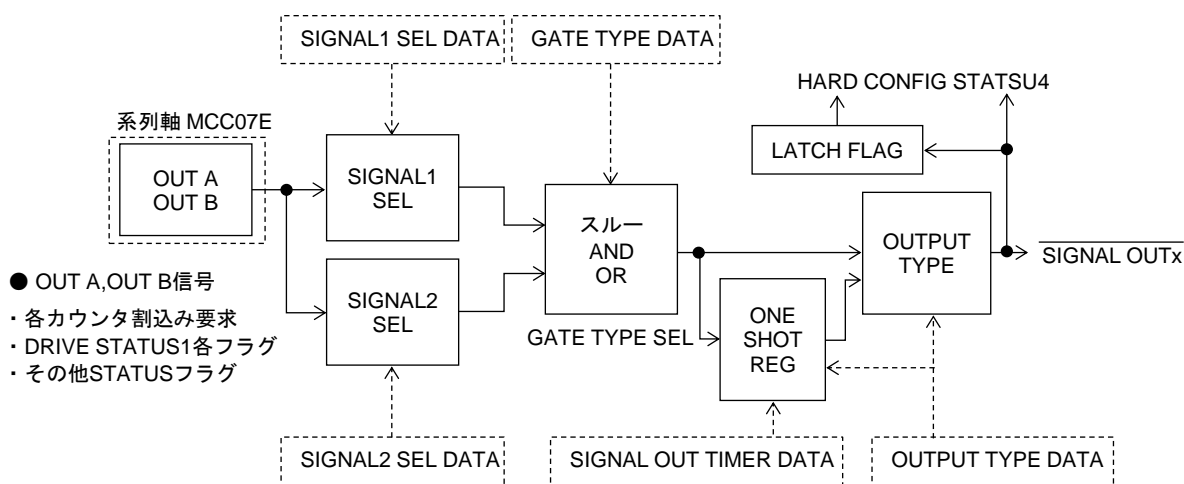 SIGNAL1 SEL DATA
GATE TYPE DATA
HARD CONFIG STATSU4
系列軸 MCC07E
LATCH FLAG
OUT A
OUT B
SIGNAL1
SEL
スルー
AND
OR
OUTPUT
TYPE
SIGNAL OUTx
● OUT A,OUT B信号
・各カウンタ割込み要求
・DRIVE STATUS1各フラグ
・その他STATUSフラグ
SIGNAL2
SEL
GATE TYPE SEL
ONE
SHOT
REG
SIGNAL2 SEL DATA
SIGNAL OUT TIMER DATA
OUTPUT TYPE DATA